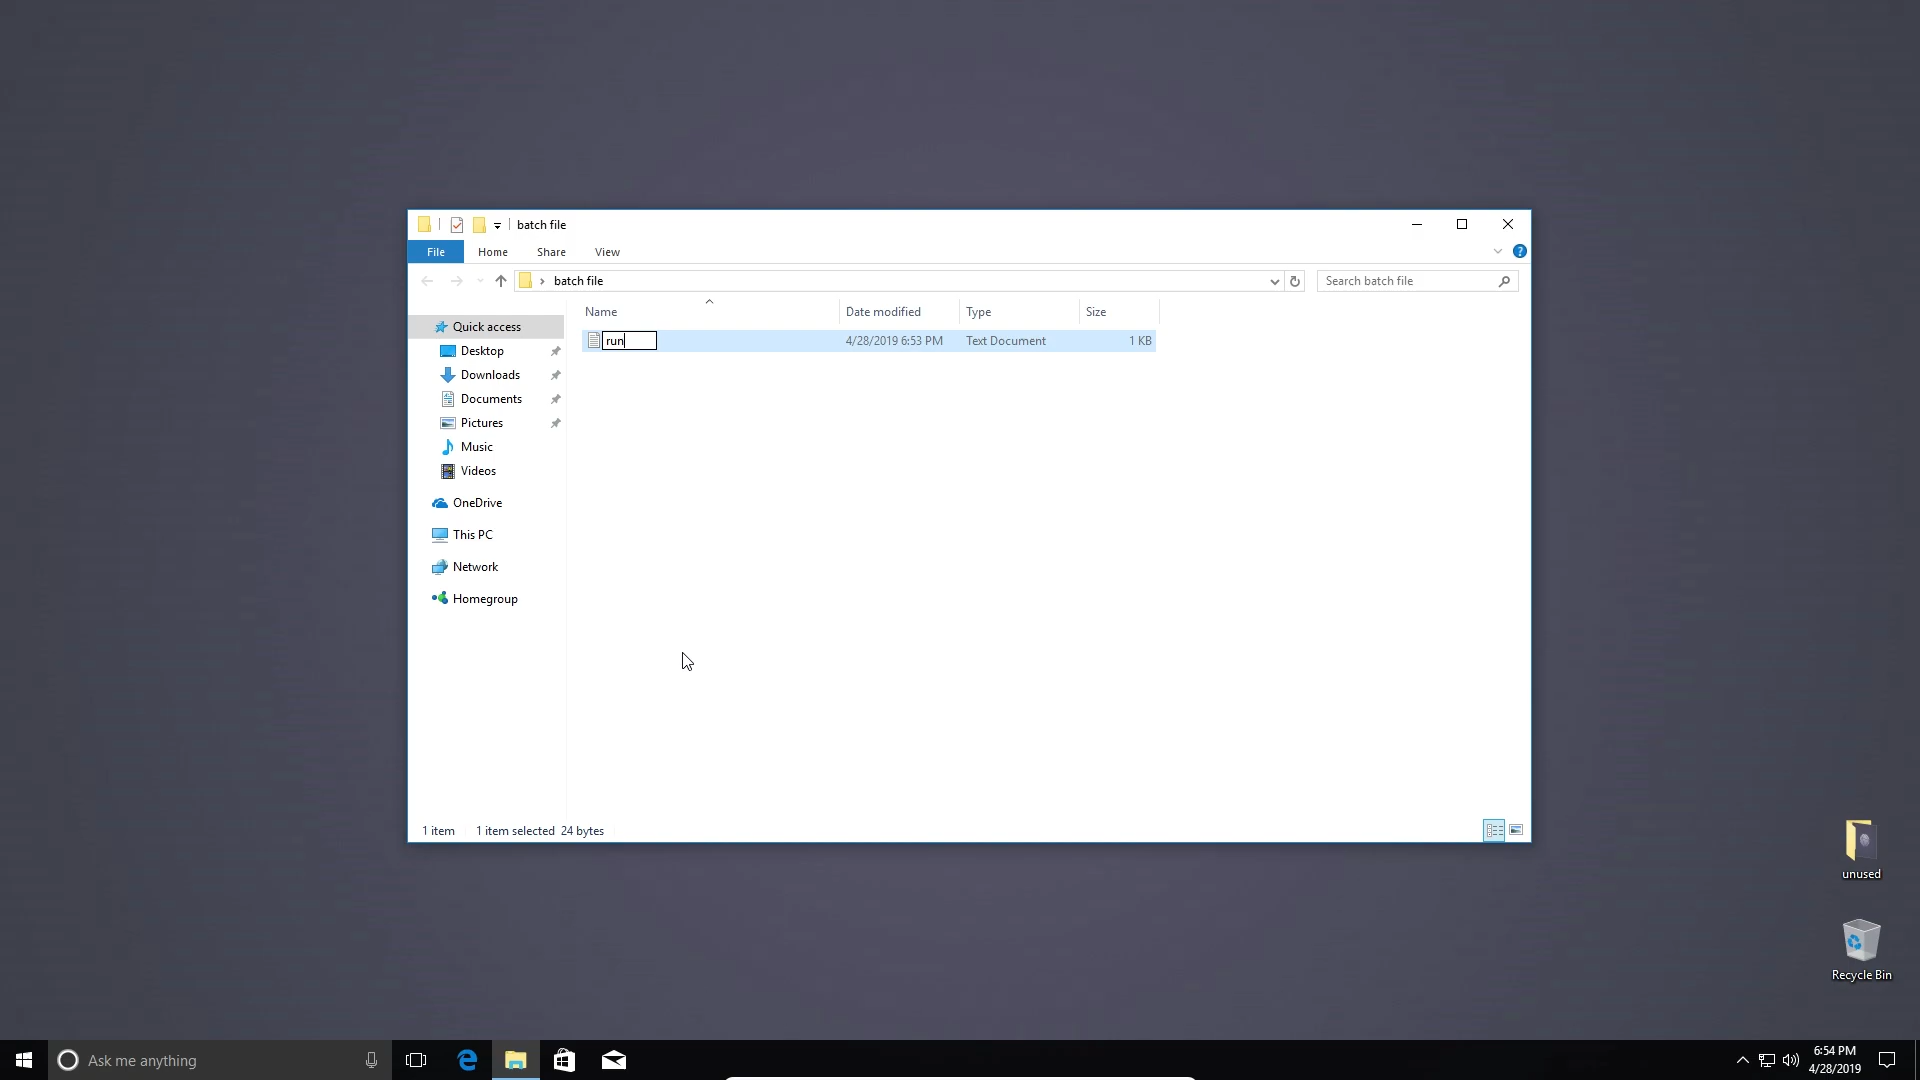 batch file
File Home Share View
batch file
Search batch file
Name Date modified Type Size
run 4/28/2019 6:53 PM Text Document 1 KB
Quick access
Desktop
Downloads
Documents
Pictures
Music
Videos
OneDrive
This PC
Network
Homegroup
1 item 1 item selected 24 bytes
unused
Recycle Bin
Ask me anything
6:54 PM
4/28/2019